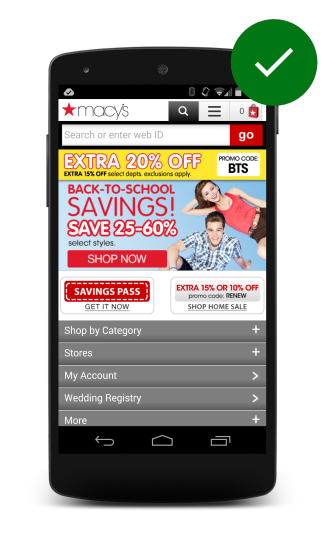 macy's
0
Search or enter web ID
go
EXTRA 20% OFF
EXTRA 15% OFF select depts. exclusions apply.
PROMO CODE:
BTS
BACK-TO-SCHOOL
SAVINGS!
SAVE 25-60%
select styles.
SHOP NOW
SAVINGS PASS
GET IT NOW
EXTRA 15% OR 10% OFF
promo code: RENEW
SHOP HOME SALE
Shop by Category
Stores
My Account
Wedding Registry
More